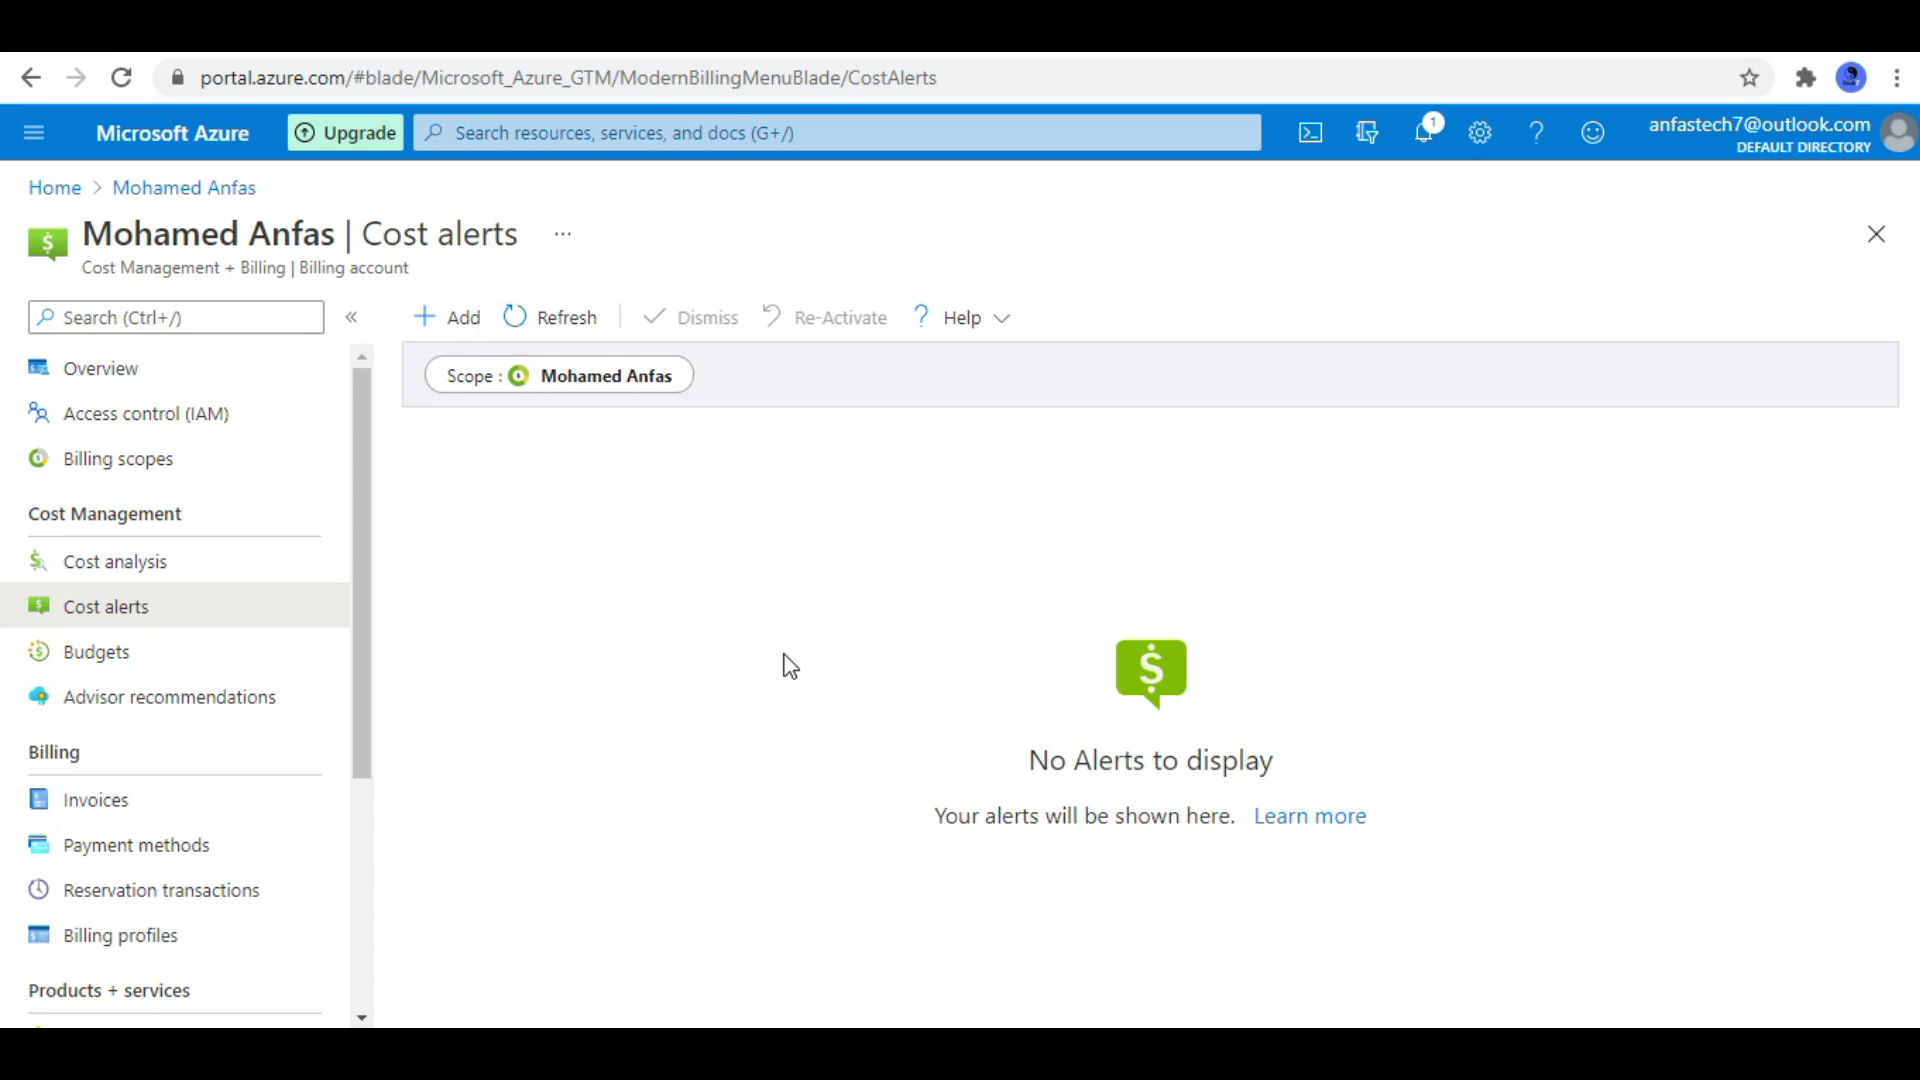 portal.azure.com/#blade/Microsoft_Azure_GTM/ModernBillingMenuBlade/CostAlerts
Microsoft Azure
Upgrade
Search resources, services, and docs (G+/)
1
anfastech7@outlook.com
DEFAULT DIRECTORY
Home > Mohamed Anfas
Mohamed Anfas | Cost alerts ...
Cost Management + Billing | Billing account
Search (Ctrl+/)
Add
Refresh
Dismiss
Re-Activate
Help
Scope : Mohamed Anfas
Overview
Access control (IAM)
Billing scopes
Cost Management
Cost analysis
Cost alerts
Budgets
Advisor recommendations
Billing
Invoices
Payment methods
Reservation transactions
Billing profiles
Products + services
No Alerts to display
Your alerts will be shown here. Learn more